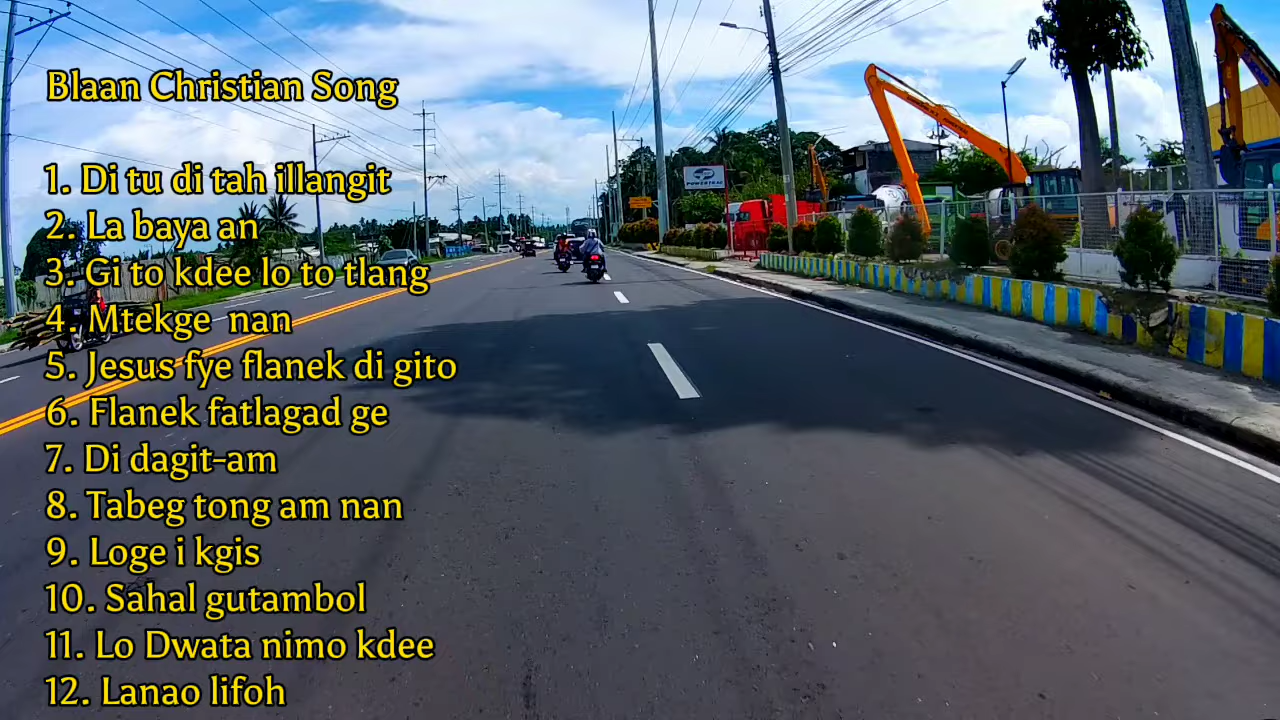 Blaan Christian Song
1. Di tu di tah illangit
2. La baya an
3. Gi to kdee lo to tlang
4. Mtekge nan
5. Jesus fye flanek di gito
6. Flanek fatlagad ge
7. Di dagit-am
8. Tabeg tong am nan
9. Loge i kgis
10. Sahal gutambol
11. Lo Dwata nimo kdee
12. Lanao lifoh
POWERTRAC